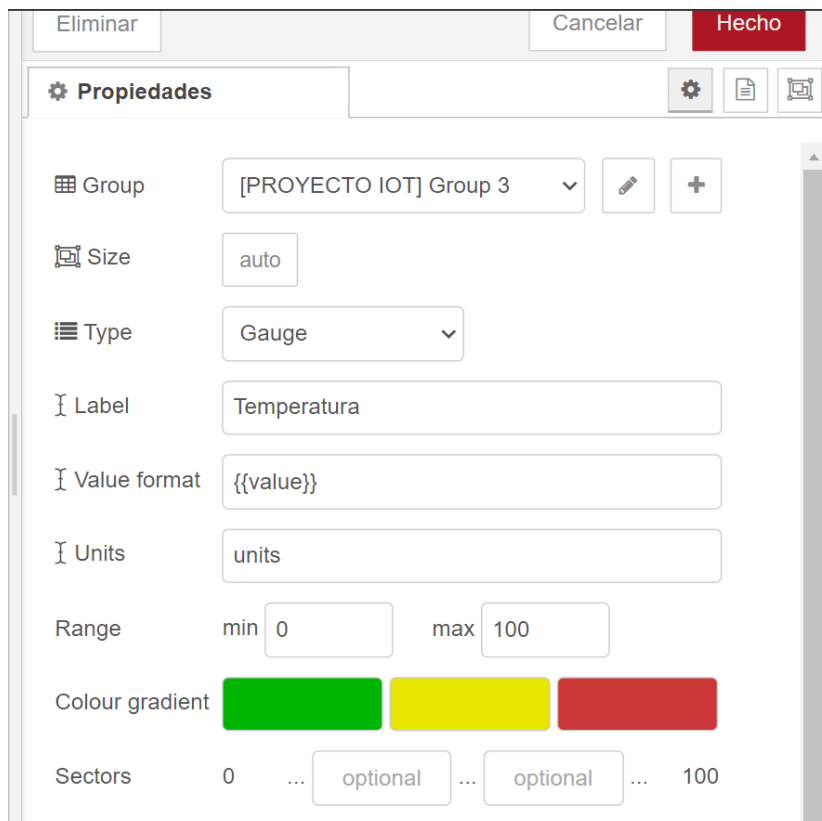 Eliminar Cancelar Hecho
Propiedades
Group [PROYECTO IOT] Group 3
Size auto
Type Gauge
Label Temperatura
Value format {{value}}
Units units
Range min 0 max 100
Colour gradient
Sectors 0 ... optional ... optional ... 100